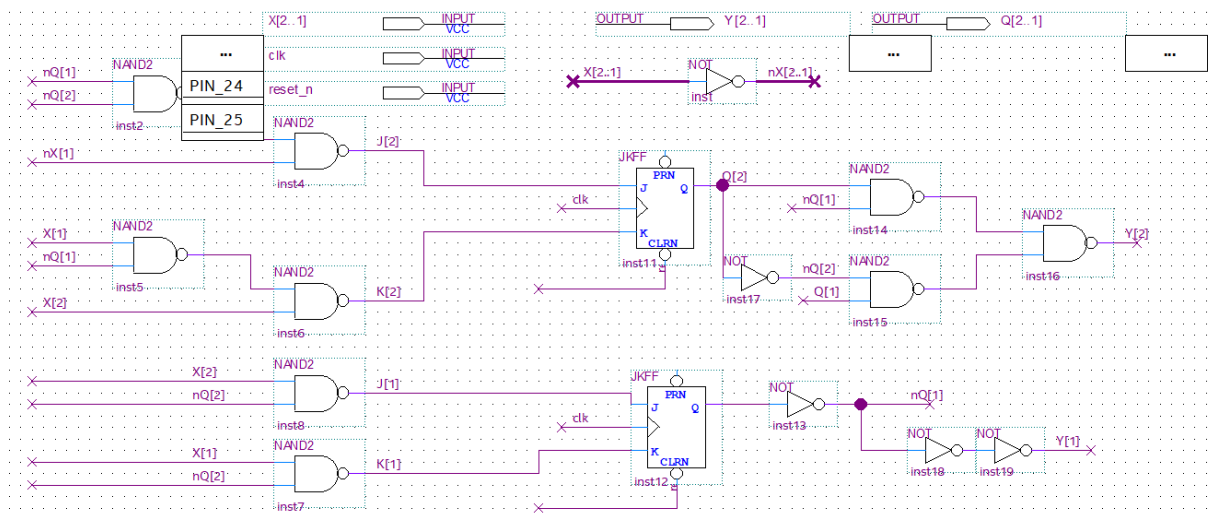 X[2..1] INPUT VCC
OUTPUT Y[2..1]
OUTPUT Q[2..1]
...
clk INPUT VCC
...
...
nQ[1] NAND2
nQ[2]
inst2
PIN_24
reset_n INPUT VCC
PIN_25
X[2..1] NOT nX[2..1]
inst
NAND2 J[2]
nX[1]
inst4
JKFF
PRN
J Q
clk
K
CLRN
inst11
Q[2]
NAND2
nQ[1]
inst14
NAND2
Y[2]
inst16
X[1] NAND2
nQ[1]
inst5
NAND2 K[2]
X[2]
inst6
NOT nQ[2] NAND2
inst17 Q[1]
inst15
X[2] NAND2 J[1]
nQ[2]
inst8
JKFF
PRN
J Q
clk
K
CLRN
inst12
NOT nQ[1]
inst13
NOT NOT Y[1]
inst18 inst19
X[1] NAND2 K[1]
nQ[2]
inst7